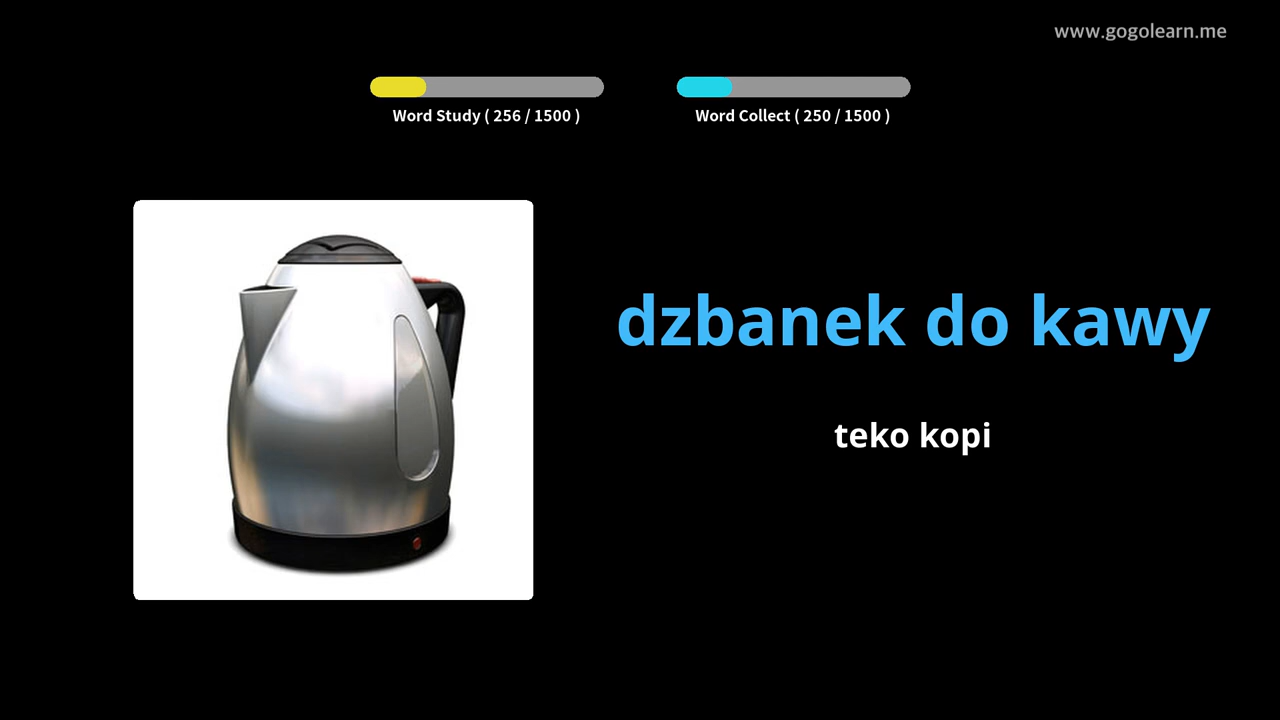 www.gogolearn.me
Word Study ( 256 / 1500 )
Word Collect ( 250 / 1500 )
dzbanek do kawy
teko kopi